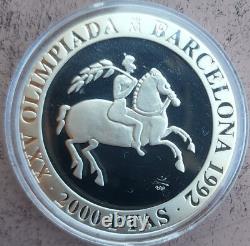 XXV OLIMPIADA BARCELONA 1992
2000 PTAS